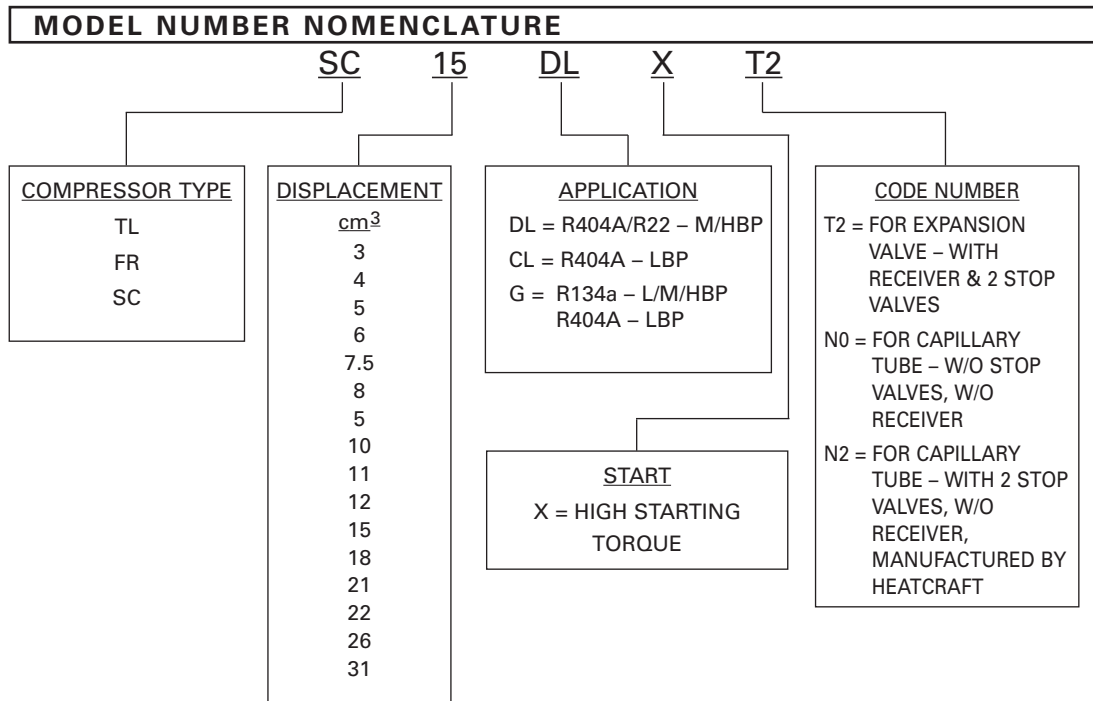 MODEL NUMBER NOMENCLATURE
SC 15 DL X T2
COMPRESSOR TYPE
TL
FR
SC
DISPLACEMENT
cm3
3
4
5
6
7.5
8
5
10
11
12
15
18
21
22
26
31
APPLICATION
DL = R404A/R22 – M/HBP
CL = R404A – LBP
G = R134a – L/M/HBP
R404A – LBP
START
X = HIGH STARTING
TORQUE
CODE NUMBER
T2 = FOR EXPANSION
VALVE – WITH
RECEIVER & 2 STOP
VALVES
N0 = FOR CAPILLARY
TUBE – W/O STOP
VALVES, W/O
RECEIVER
N2 = FOR CAPILLARY
TUBE – WITH 2 STOP
VALVES, W/O
RECEIVER,
MANUFACTURED BY
HEATCRAFT